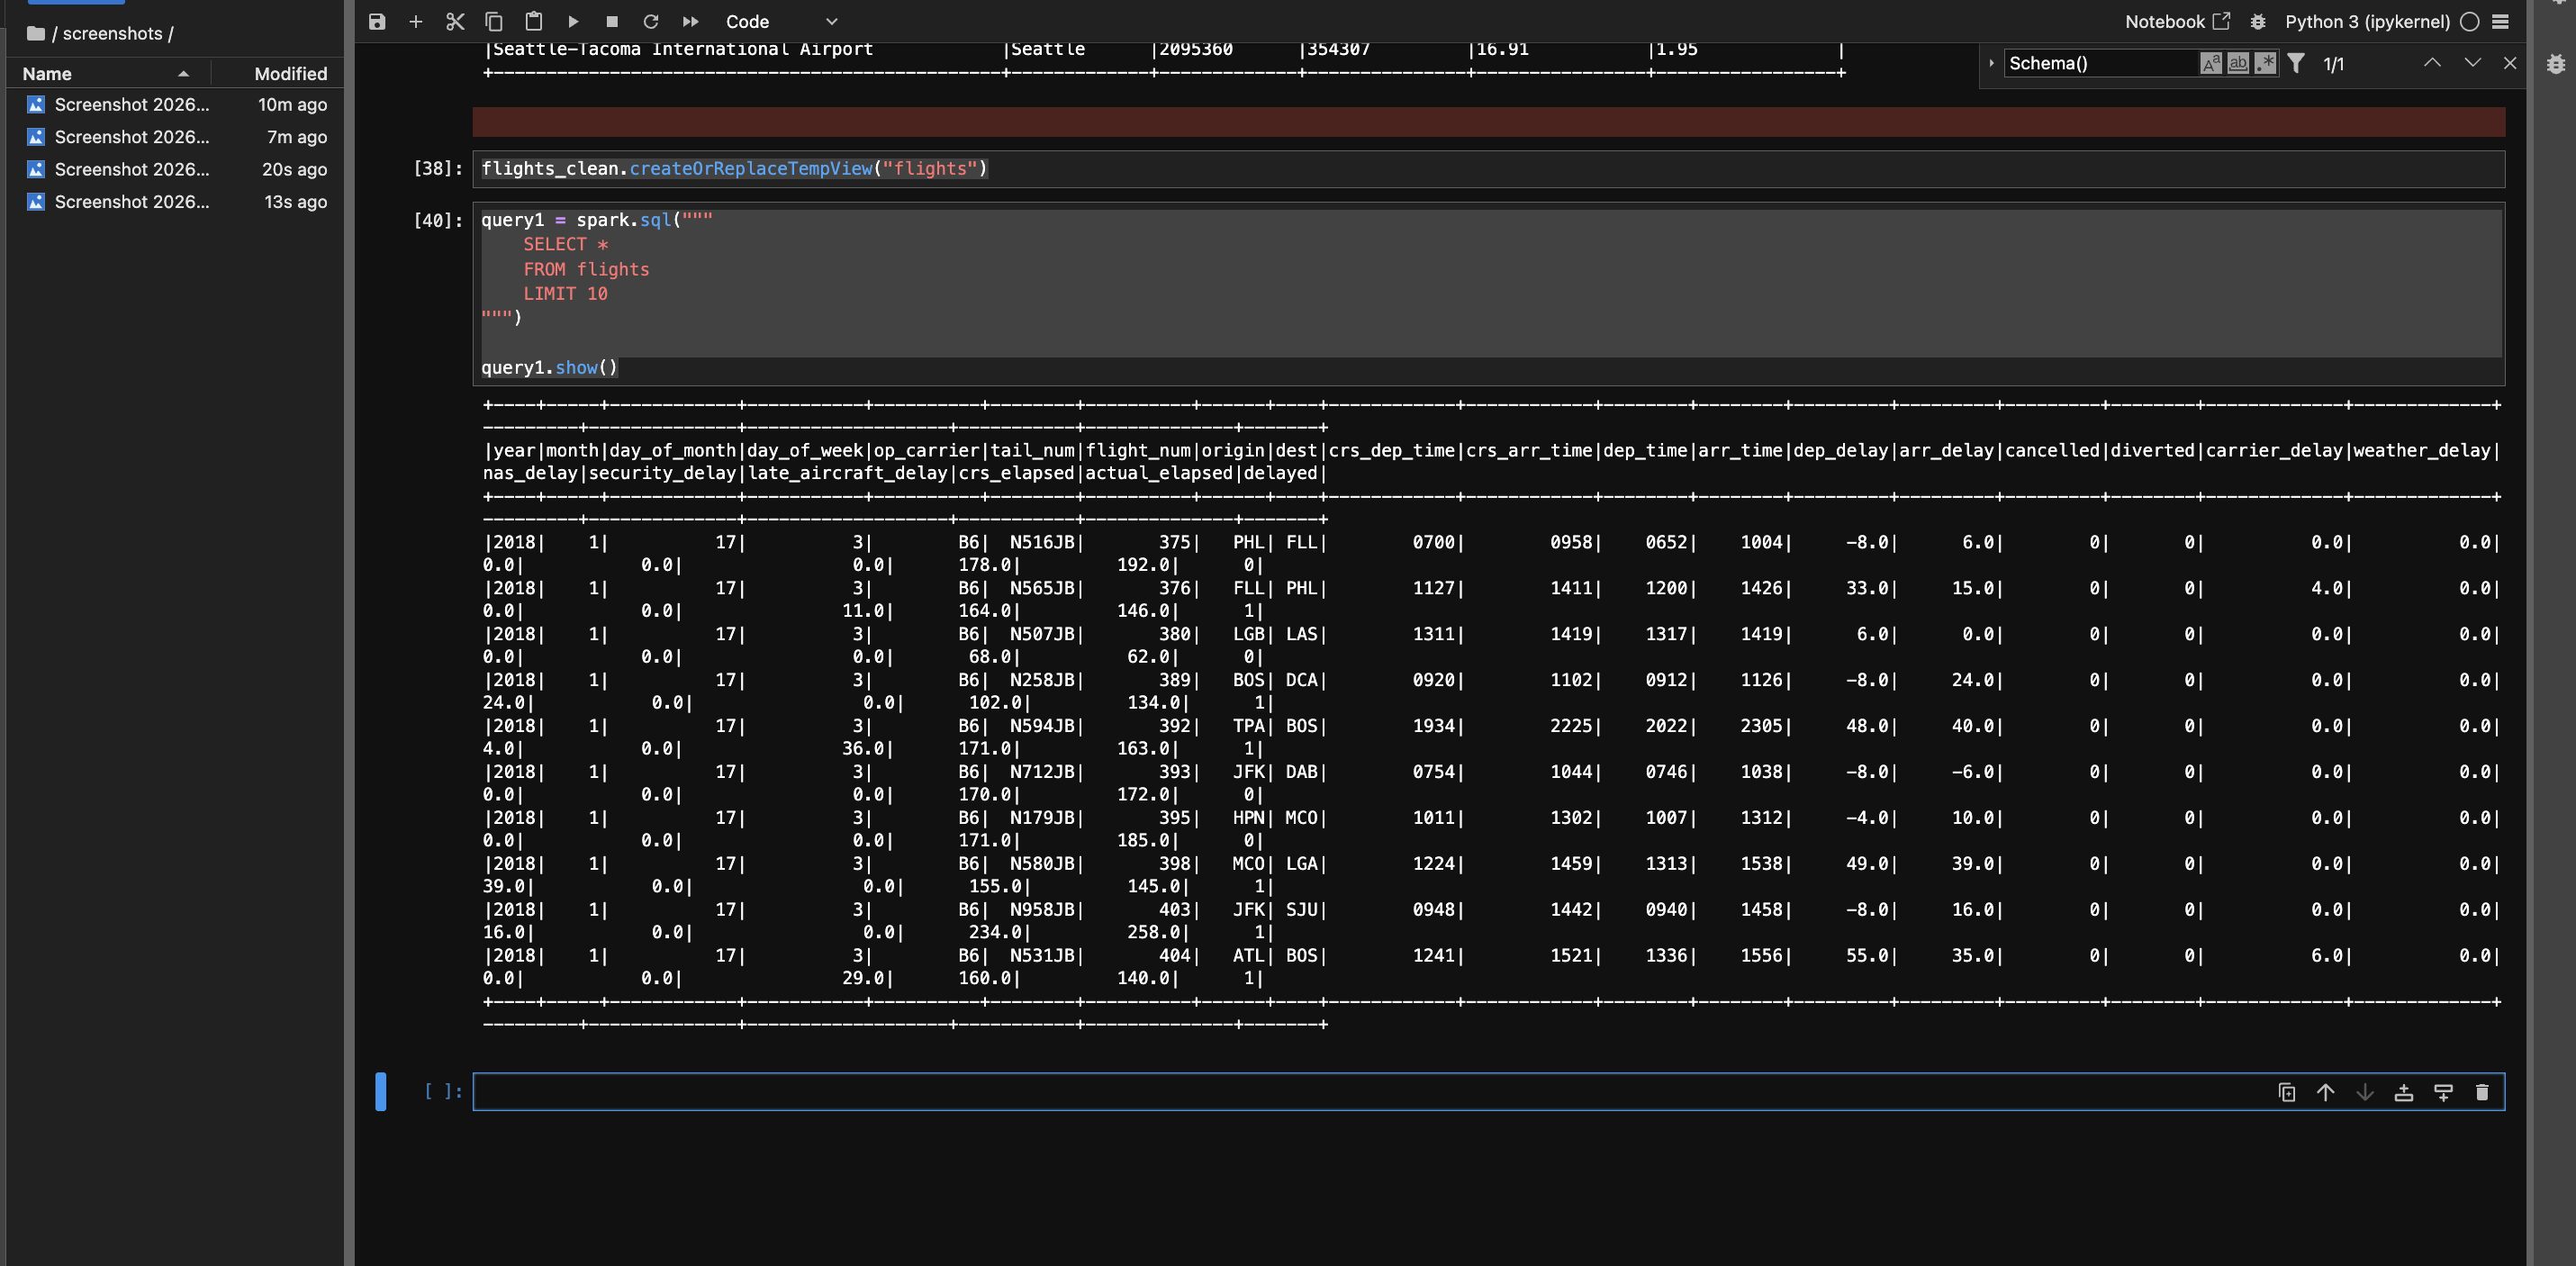 / screenshots /
Name Modified
Screenshot 2026... 10m ago
Screenshot 2026... 7m ago
Screenshot 2026... 20s ago
Screenshot 2026... 13s ago
Code
Notebook
Python 3 (ipykernel)
Schema()
Aa
ab
.*
1/1
|Seattle-Tacoma International Airport |Seattle |2095360 |354307 |16.91 |1.95 |
+-------------------------------------------------+-------------+-------------+---------------+----------------+-----------------+
[38]:
flights_clean.createOrReplaceTempView("flights")
[40]:
query1 = spark.sql("""
SELECT *
FROM flights
LIMIT 10
""")
query1.show()
+----+-----+------------+-----------+----------+--------+----------+------+----+------------+------------+--------+--------+---------+---------+---------+--------+-------------+-------------+
---------+--------------+-------------------+-----------+--------------+-------+
|year|month|day_of_month|day_of_week|op_carrier|tail_num|flight_num|origin|dest|crs_dep_time|crs_arr_time|dep_time|arr_time|dep_delay|arr_delay|cancelled|diverted|carrier_delay|weather_delay|
nas_delay|security_delay|late_aircraft_delay|crs_elapsed|actual_elapsed|delayed|
+----+-----+------------+-----------+----------+--------+----------+------+----+------------+------------+--------+--------+---------+---------+---------+--------+-------------+-------------+
---------+--------------+-------------------+-----------+--------------+-------+
|2018| 1| 17| 3| B6| N516JB| 375| PHL| FLL| 0700| 0958| 0652| 1004| -8.0| 6.0| 0| 0| 0.0| 0.0|
0.0| 0.0| 0.0| 178.0| 192.0| 0|
|2018| 1| 17| 3| B6| N565JB| 376| FLL| PHL| 1127| 1411| 1200| 1426| 33.0| 15.0| 0| 0| 4.0| 0.0|
0.0| 0.0| 11.0| 164.0| 146.0| 1|
|2018| 1| 17| 3| B6| N507JB| 380| LGB| LAS| 1311| 1419| 1317| 1419| 6.0| 0.0| 0| 0| 0.0| 0.0|
0.0| 0.0| 0.0| 68.0| 62.0| 0|
|2018| 1| 17| 3| B6| N258JB| 389| BOS| DCA| 0920| 1102| 0912| 1126| -8.0| 24.0| 0| 0| 0.0| 0.0|
24.0| 0.0| 0.0| 102.0| 134.0| 1|
|2018| 1| 17| 3| B6| N594JB| 392| TPA| BOS| 1934| 2225| 2022| 2305| 48.0| 40.0| 0| 0| 0.0| 0.0|
4.0| 0.0| 36.0| 171.0| 163.0| 1|
|2018| 1| 17| 3| B6| N712JB| 393| JFK| DAB| 0754| 1044| 0746| 1038| -8.0| -6.0| 0| 0| 0.0| 0.0|
0.0| 0.0| 0.0| 170.0| 172.0| 0|
|2018| 1| 17| 3| B6| N179JB| 395| HPN| MCO| 1011| 1302| 1007| 1312| -4.0| 10.0| 0| 0| 0.0| 0.0|
0.0| 0.0| 0.0| 171.0| 185.0| 0|
|2018| 1| 17| 3| B6| N580JB| 398| MCO| LGA| 1224| 1459| 1313| 1538| 49.0| 39.0| 0| 0| 0.0| 0.0|
39.0| 0.0| 0.0| 155.0| 145.0| 1|
|2018| 1| 17| 3| B6| N958JB| 403| JFK| SJU| 0948| 1442| 0940| 1458| -8.0| 16.0| 0| 0| 0.0| 0.0|
16.0| 0.0| 0.0| 234.0| 258.0| 1|
|2018| 1| 17| 3| B6| N531JB| 404| ATL| BOS| 1241| 1521| 1336| 1556| 55.0| 35.0| 0| 0| 6.0| 0.0|
0.0| 0.0| 29.0| 160.0| 140.0| 1|
+----+-----+------------+-----------+----------+--------+----------+------+----+------------+------------+--------+--------+---------+---------+---------+--------+-------------+-------------+
---------+--------------+-------------------+-----------+--------------+-------+
[ ]: